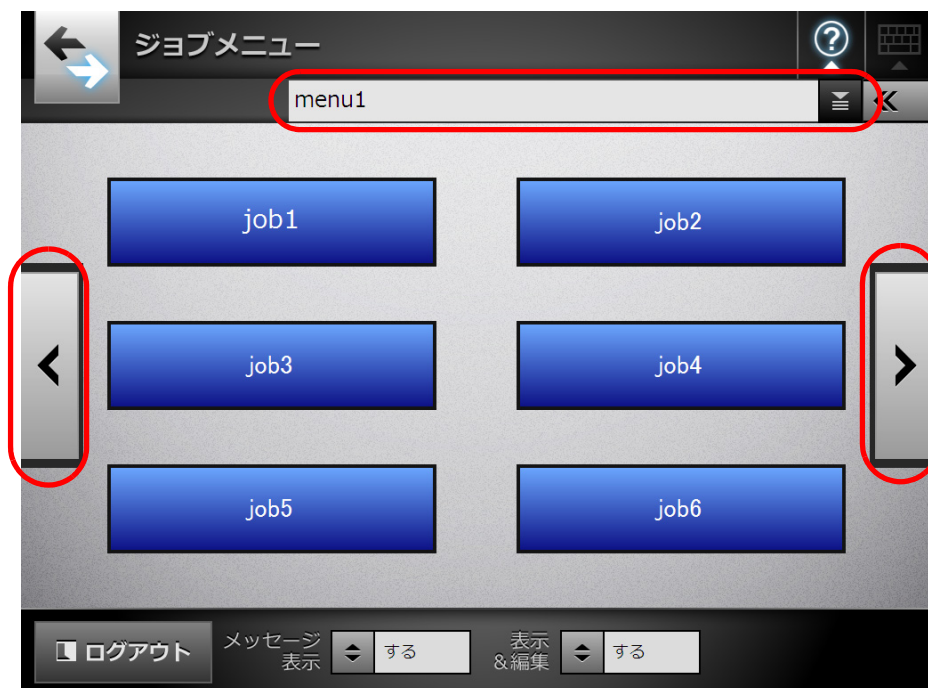 ジョブメニュー
menu1
job1
job2
job3
job4
job5
job6
ログアウト
メッセージ
表示
する
表示
&編集
する